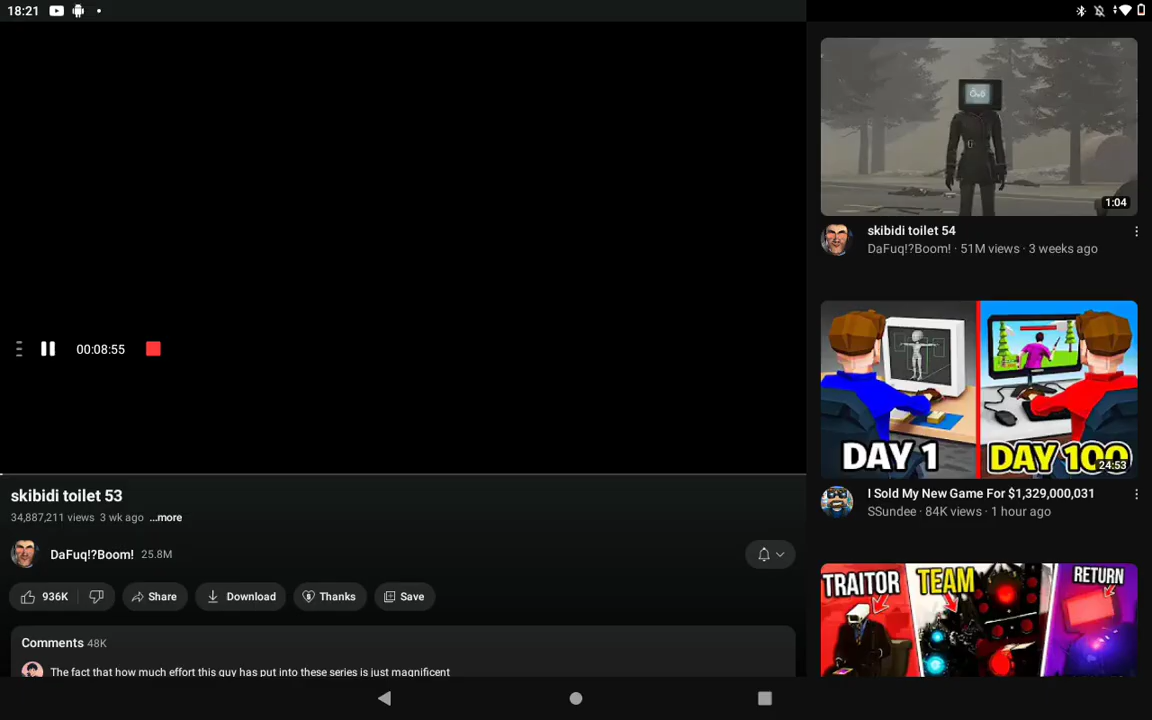 18:21
00:08:55
skibidi toilet 53
34,887,211 views 3 wk ago ...more
DaFuq!?Boom! 25.8M
936K
Share
Download
Thanks
Save
Comments 48K
The fact that how much effort this guy has put into these series is just magnificent
1:04
skibidi toilet 54
DaFuq!?Boom! · 51M views · 3 weeks ago
DAY 1
DAY 100
24:53
I Sold My New Game For $1,329,000,031
SSundee · 84K views · 1 hour ago
TRAITOR
TEAM
RETURN